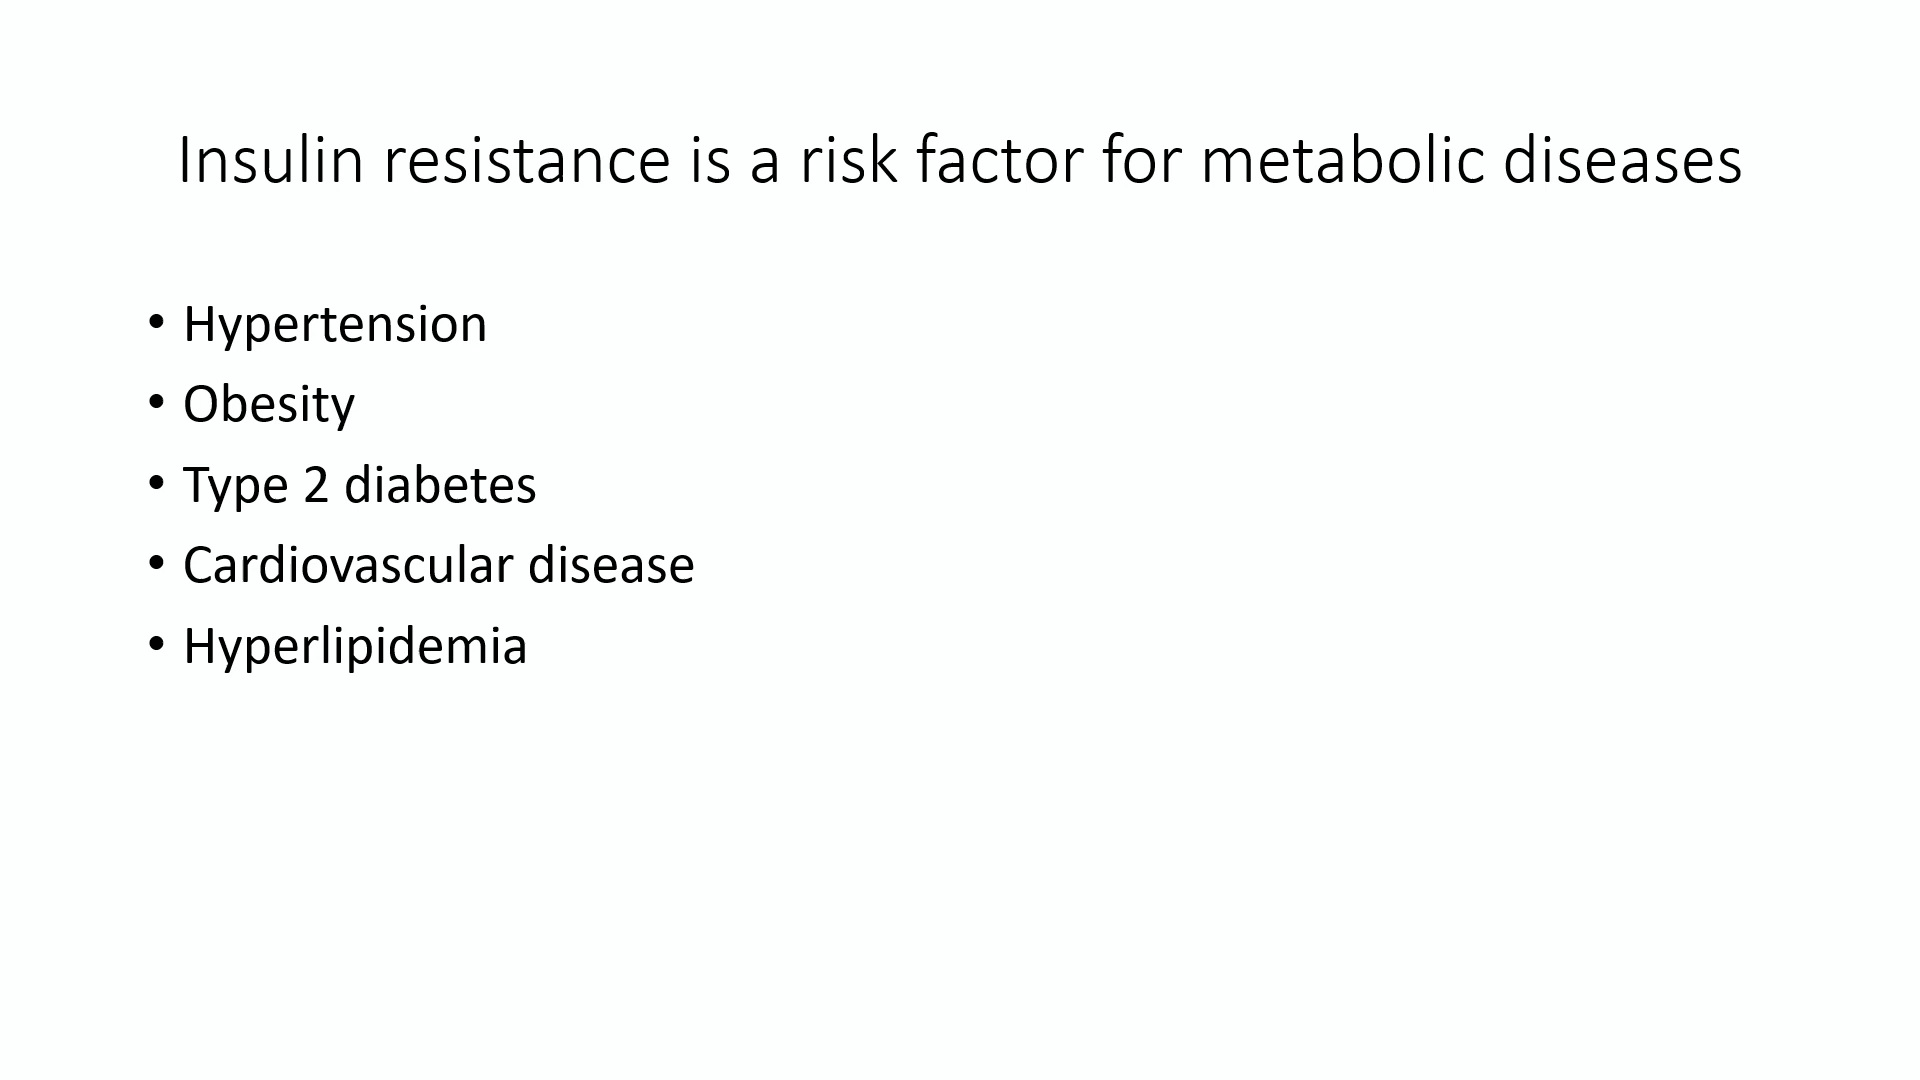 Insulin resistance is a risk factor for metabolic diseases
• Hypertension
• Obesity
• Type 2 diabetes
• Cardiovascular disease
• Hyperlipidemia